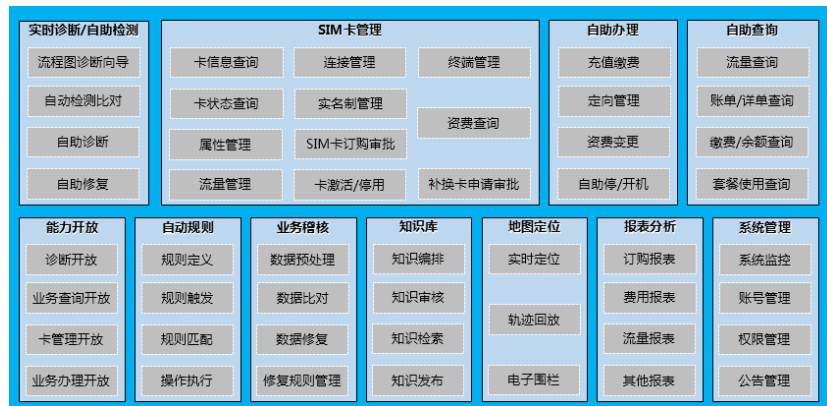 实时诊断/自助检测
流程图诊断向导
自动检测比对
自助诊断
自助修复
SIM卡管理
卡信息查询
连接管理
终端管理
卡状态查询
实名制管理
资费查询
属性管理
SIM卡订购审批
流量管理
卡激活/停用
补换卡申请审批
自助办理
充值缴费
定向管理
资费变更
自助停/开机
自助查询
流量查询
账单/详单查询
缴费/余额查询
套餐使用查询
能力开放
诊断开放
业务查询开放
卡管理开放
业务办理开放
自动规则
规则定义
规则触发
规则匹配
操作执行
业务稽核
数据预处理
数据比对
数据修复
修复规则管理
知识库
知识编排
知识审核
知识检索
知识发布
地图定位
实时定位
轨迹回放
电子围栏
报表分析
订购报表
费用报表
流量报表
其他报表
系统管理
系统监控
账号管理
权限管理
公告管理